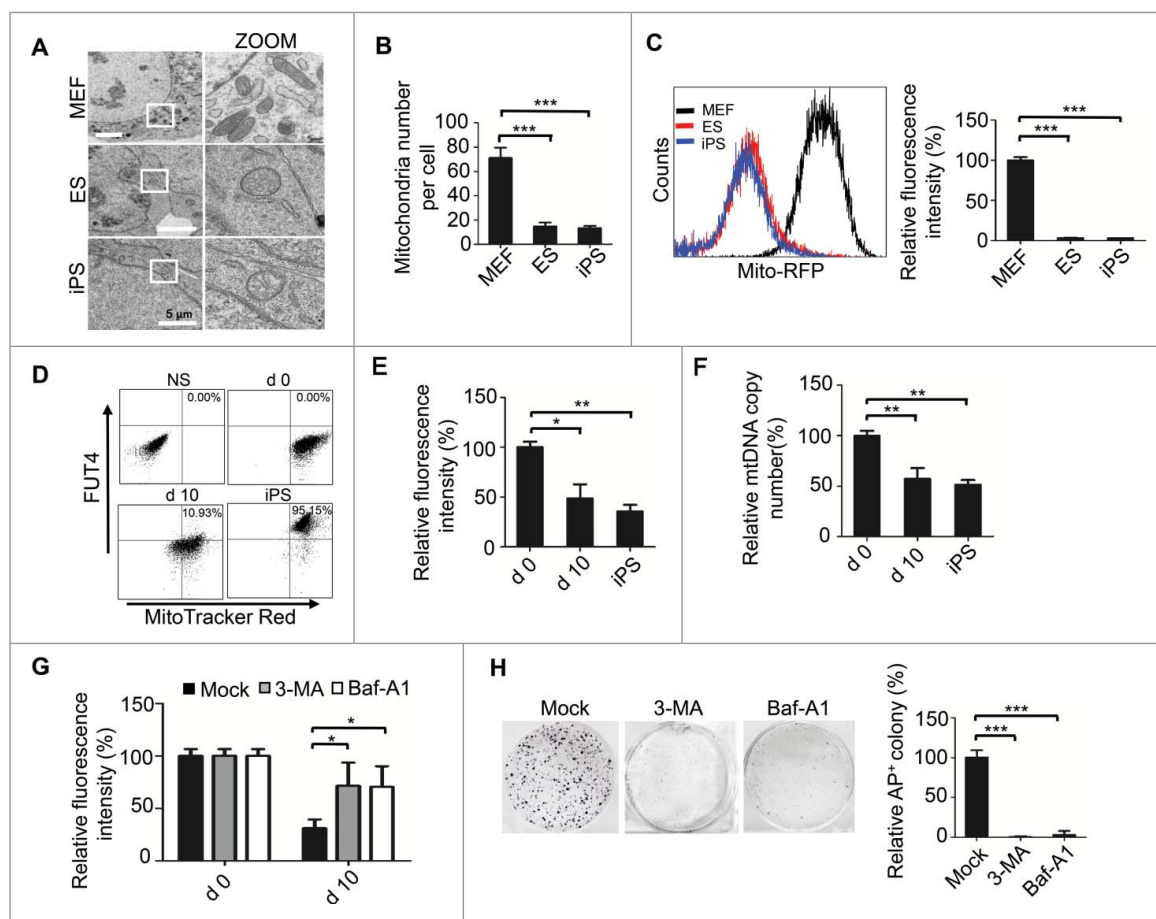 A
ZOOM
MEF
ES
iPS
5 μm
B
Mitochondria number
per cell
100
80
60
40
20
0
***
***
MEF
ES
iPS
C
MEF
ES
iPS
Counts
Mito-RFP
Relative fluorescence
intensity (%)
150
100
50
0
***
***
MEF
ES
iPS
D
NS
d 0
0.00%
0.00%
d 10
iPS
10.93%
95.15%
FUT4
MitoTracker Red
E
Relative fluorescence
intensity (%)
150
100
50
0
**
*
d 0
d 10
iPS
F
Relative mtDNA copy
number(%)
150
100
50
0
**
**
d 0
d 10
iPS
G
Mock 3-MA Baf-A1
Relative fluorescence
intensity (%)
150
100
50
0
*
*
d 0
d 10
H
Mock
3-MA
Baf-A1
Relative AP⁺ colony (%)
150
100
50
0
***
***
Mock
3-MA
Baf-A1